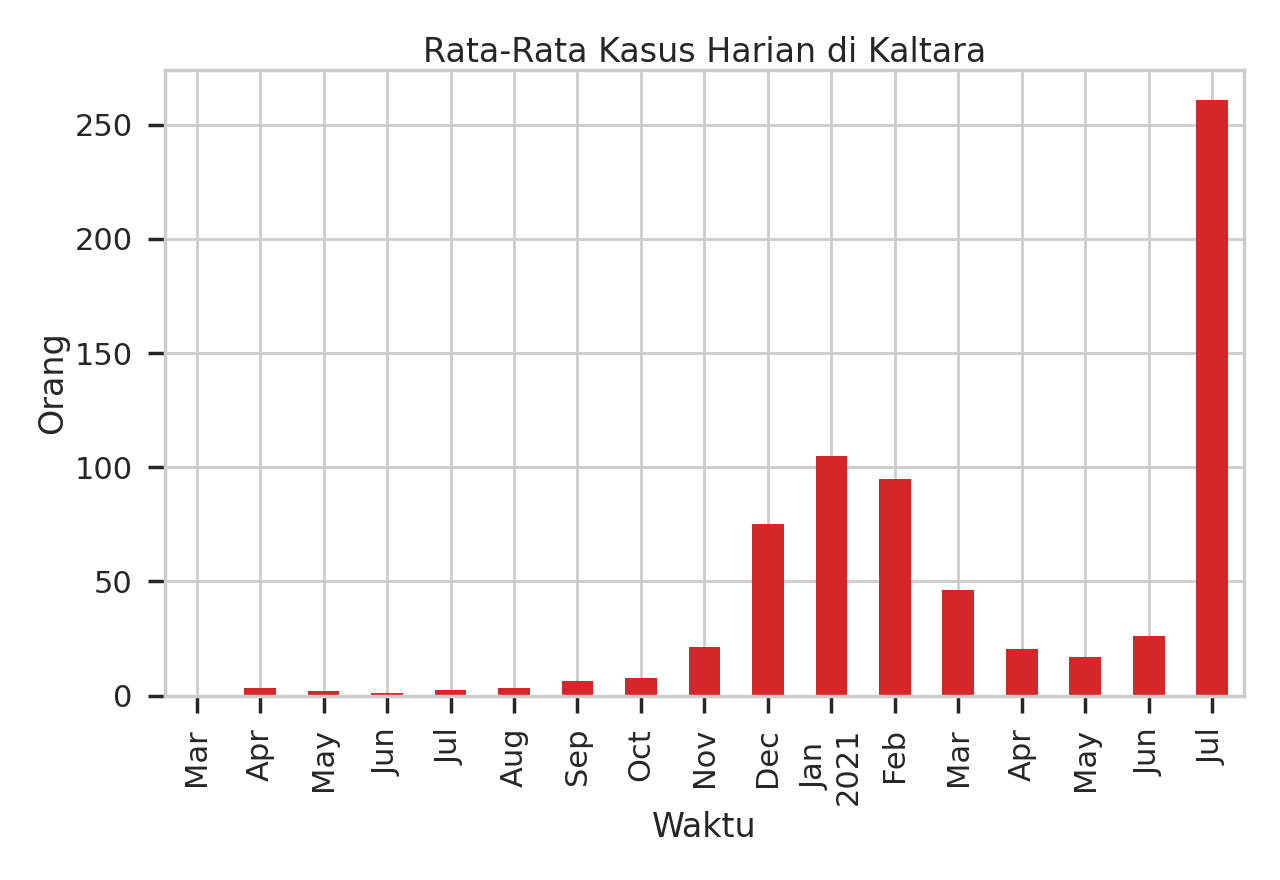 Rata-Rata Kasus Harian di Kaltara
Orang
250
200
150
100
50
0
Mar
Apr
May
Jun
Jul
Aug
Sep
Oct
Nov
Dec
Jan
2021
Feb
Mar
Apr
May
Jun
Jul
Waktu